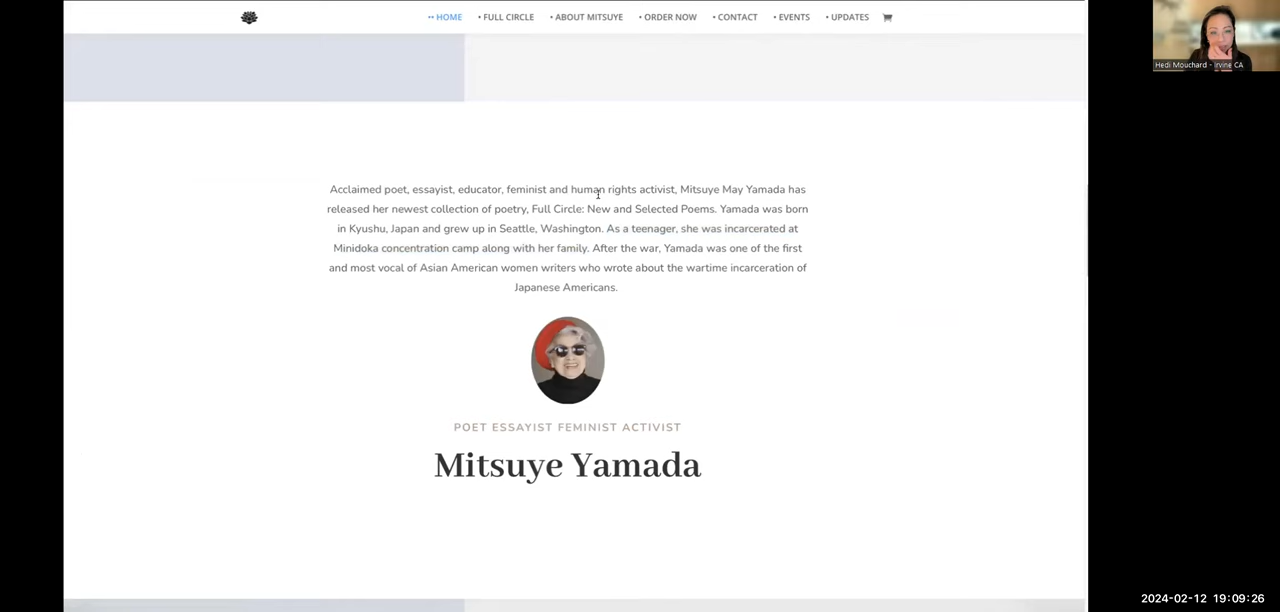 •• HOME • FULL CIRCLE • ABOUT MITSUYE • ORDER NOW • CONTACT • EVENTS • UPDATES
Hedi Mouchard - Irvine CA
Acclaimed poet, essayist, educator, feminist and human rights activist, Mitsuye May Yamada has
released her newest collection of poetry, Full Circle: New and Selected Poems. Yamada was born
in Kyushu, Japan and grew up in Seattle, Washington. As a teenager, she was incarcerated at
Minidoka concentration camp along with her family. After the war, Yamada was one of the first
and most vocal of Asian American women writers who wrote about the wartime incarceration of
Japanese Americans.
POET ESSAYIST FEMINIST ACTIVIST
Mitsuye Yamada
2024-02-12 19:09:26